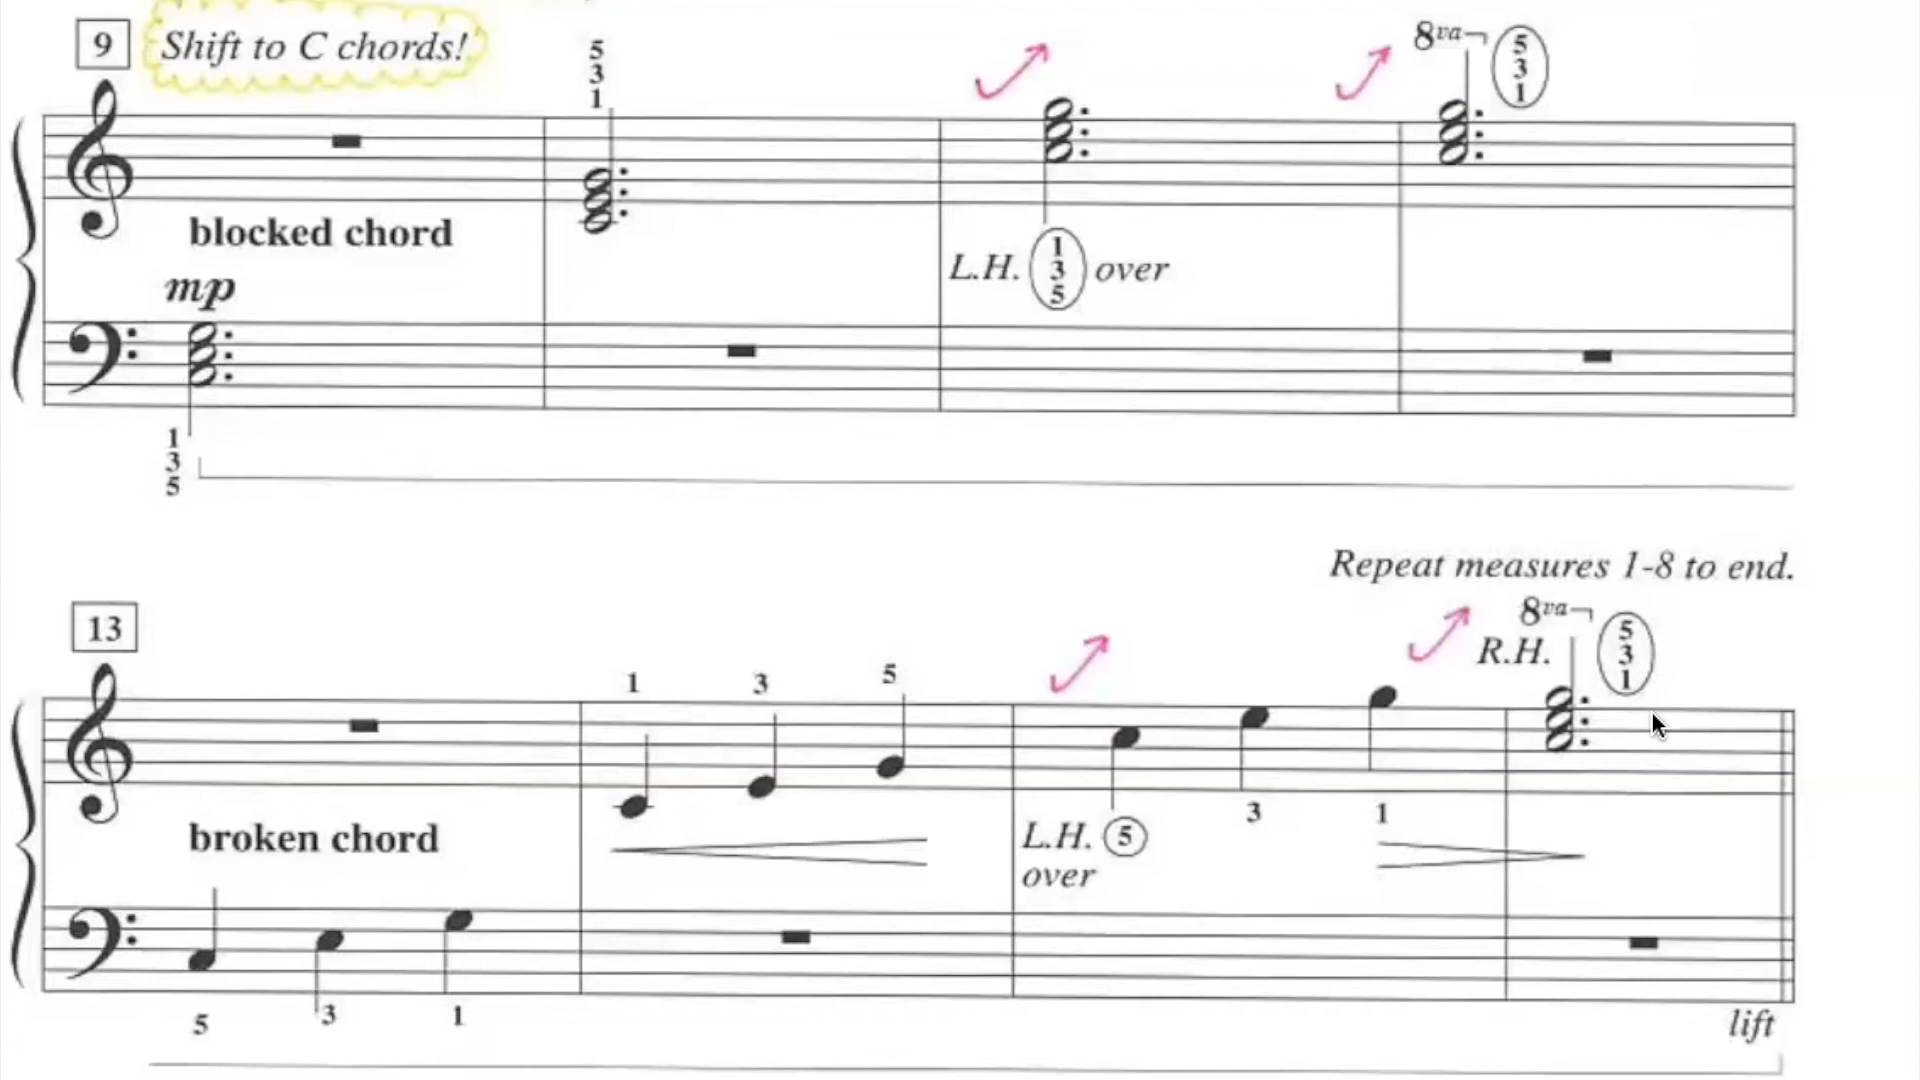 9 Shift to C chords!
5
3
1
8va
5
3
1
blocked chord
mp
L.H. 1 3 5 over
1
3
5
Repeat measures 1-8 to end.
13
1 3 5
8va
R.H.
5
3
1
broken chord
L.H. 5 3 1
over
5 3 1
lift